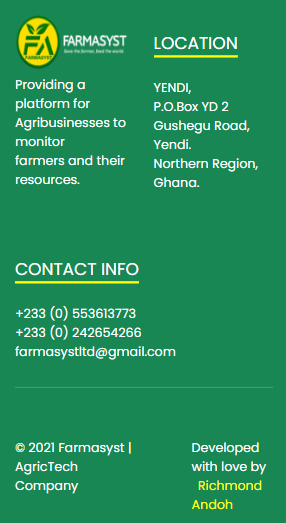 FARMASYST
Save the farmer, feed the world.
FA
FARMASYST
Providing a
platform for
Agribusinesses to
monitor
farmers and their
resources.
LOCATION
YENDI,
P.O.Box YD 2
Gushegu Road,
Yendi.
Northern Region,
Ghana.
CONTACT INFO
+233 (0) 553613773
+233 (0) 242654266
farmasystltd@gmail.com
© 2021 Farmasyst |
AgricTech
Company
Developed
with love by
Richmond
Andoh